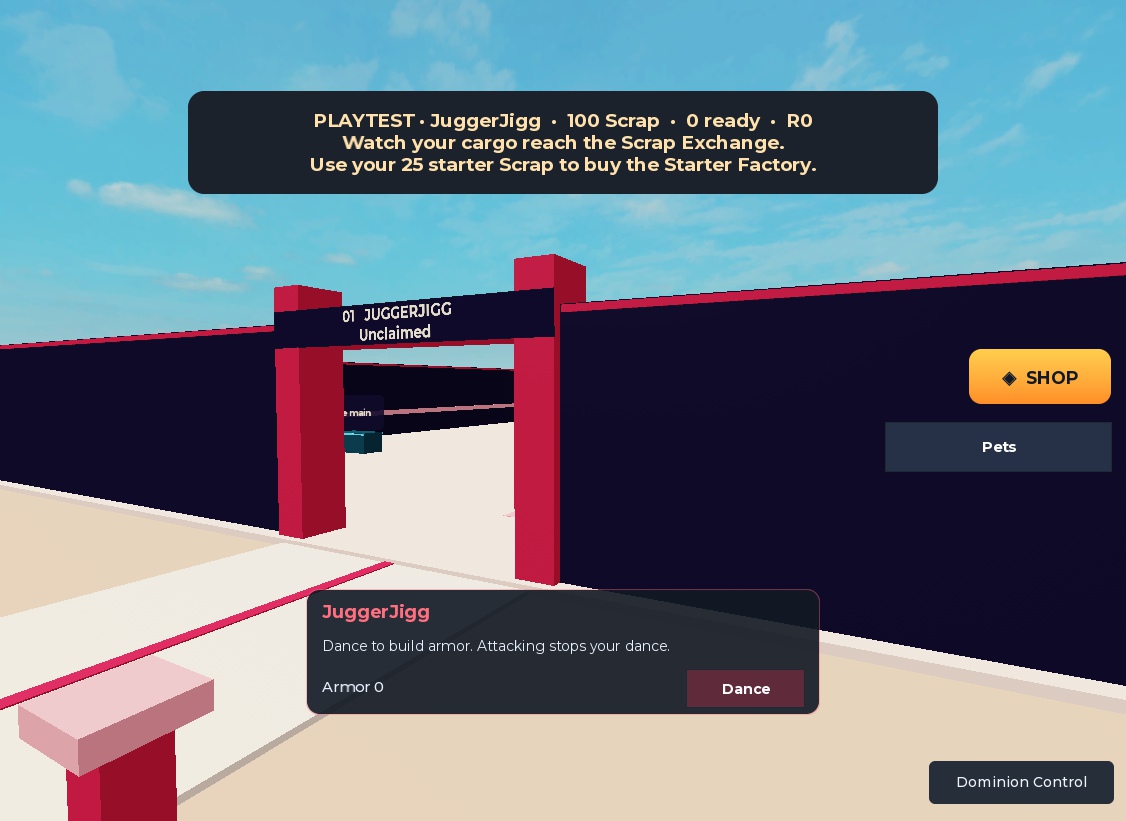 PLAYTEST · JuggerJigg · 100 Scrap · 0 ready · R0
Watch your cargo reach the Scrap Exchange.
Use your 25 starter Scrap to buy the Starter Factory.
01 JUGGERJIGG
Unclaimed
main
◈ SHOP
Pets
JuggerJigg
Dance to build armor. Attacking stops your dance.
Armor 0
Dance
Dominion Control